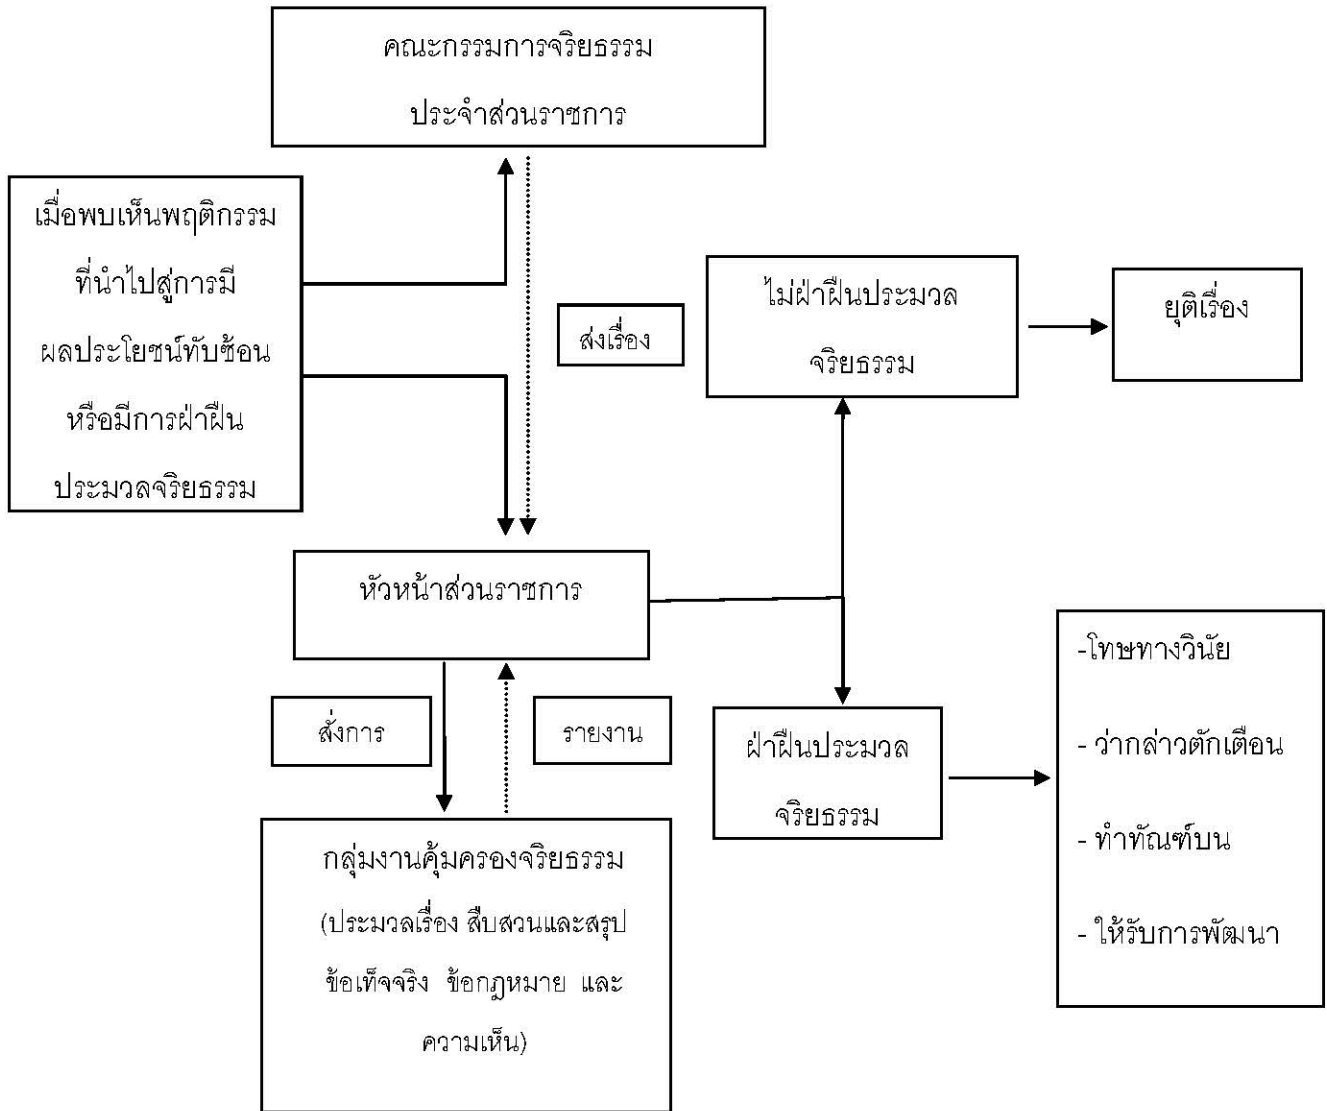 คณะกรรมการจริยธรรม
ประจำส่วนราชการ
เมื่อพบเห็นพฤติกรรม
ที่นำไปสู่การมี
ผลประโยชน์ทับซ้อน
หรือมีการฝ่าฝืน
ประมวลจริยธรรม
ส่งเรื่อง
ไม่ฝ่าฝืนประมวล
จริยธรรม
ยุติเรื่อง
หัวหน้าส่วนราชการ
สั่งการ
รายงาน
ฝ่าฝืนประมวล
จริยธรรม
-โทษทางวินัย
- ว่ากล่าวตักเตือน
- ทำทัณฑ์บน
- ให้รับการพัฒนา
กลุ่มงานคุ้มครองจริยธรรม
(ประมวลเรื่อง สืบสวนและสรุป
ข้อเท็จจริง ข้อกฎหมาย และ
ความเห็น)